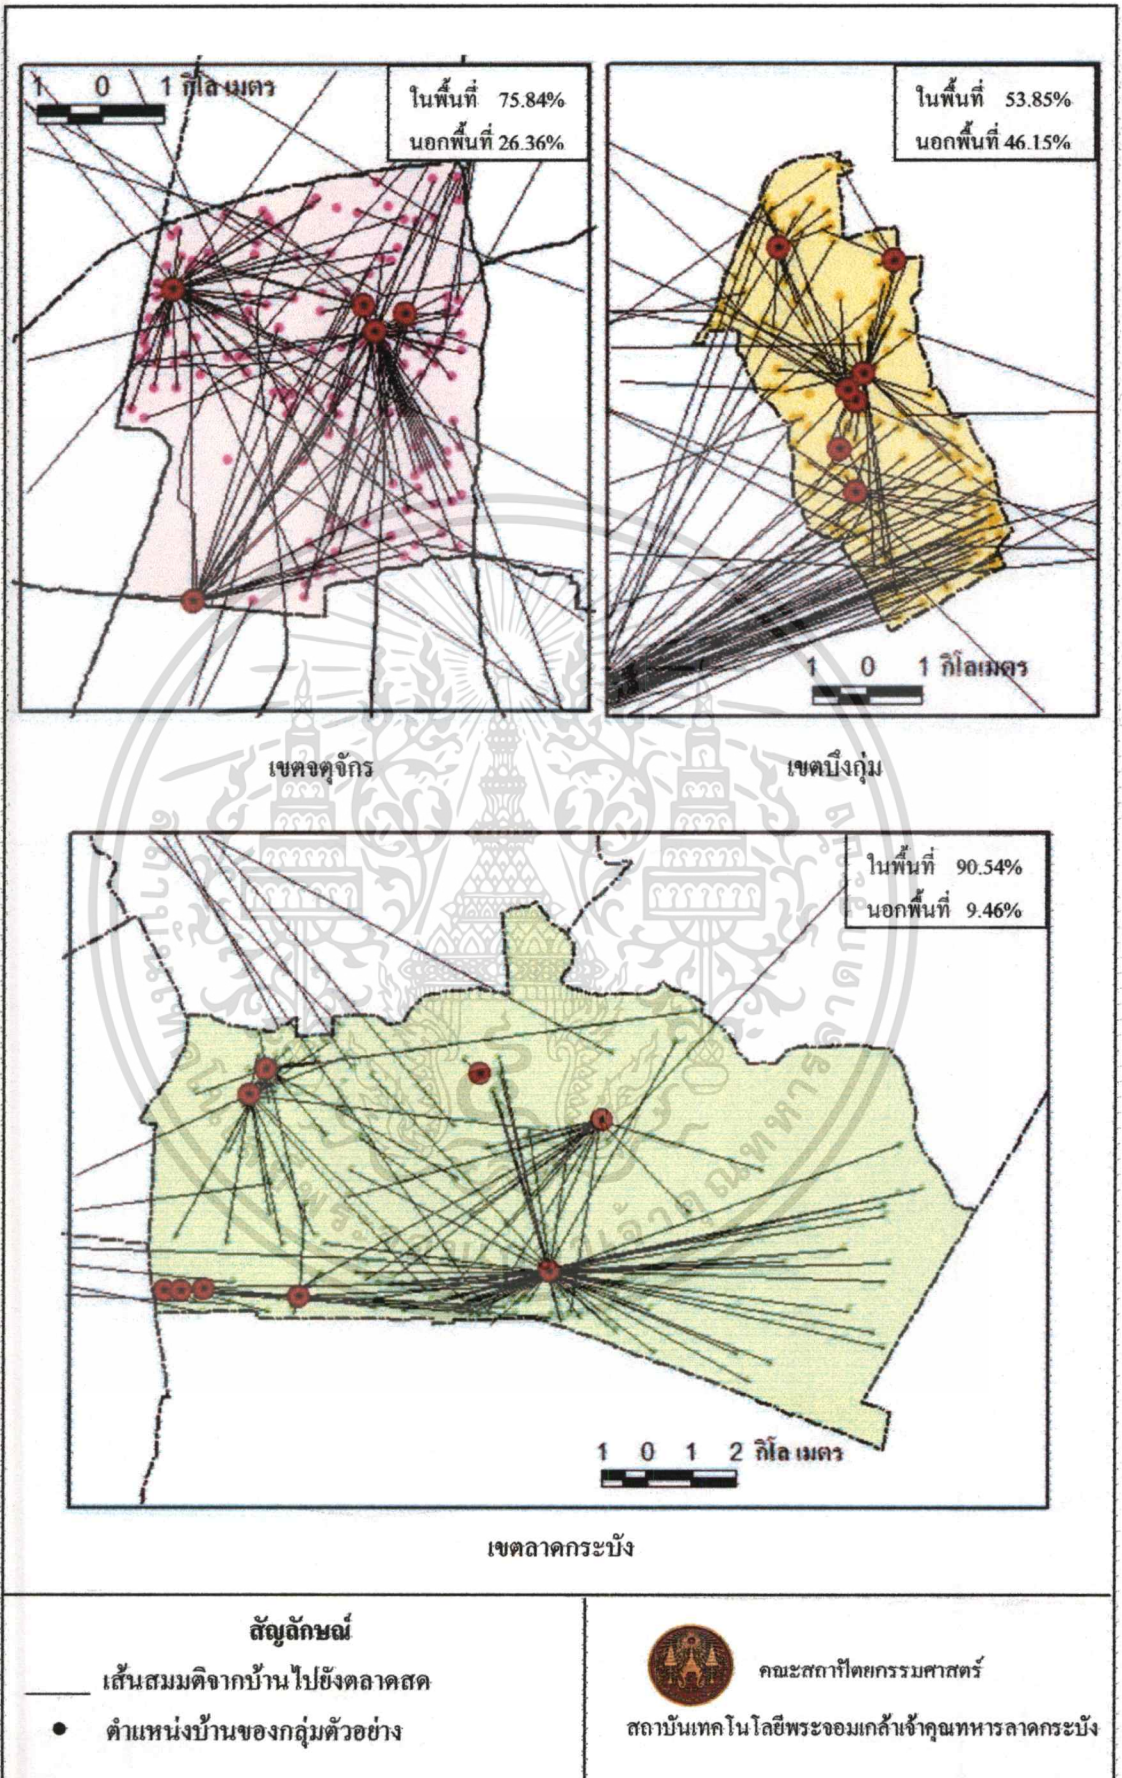 1 0 1 กิโลเมตร
ในพื้นที่ 75.84%
นอกพื้นที่ 26.36%
ในพื้นที่ 53.85%
นอกพื้นที่ 46.15%
1 0 1 กิโลเมตร
เขตจตุจักร
เขตบึงกุ่ม
ในพื้นที่ 90.54%
นอกพื้นที่ 9.46%
1 0 1 2 กิโลเมตร
เขตลาดกระบัง
สัญลักษณ์
เส้นสมมติจากบ้านไปยังตลาดสด
ตำแหน่งบ้านของกลุ่มตัวอย่าง
คณะสถาปัตยกรรมศาสตร์
สถาบันเทคโนโลยีพระจอมเกล้าเจ้าคุณทหารลาดกระบัง